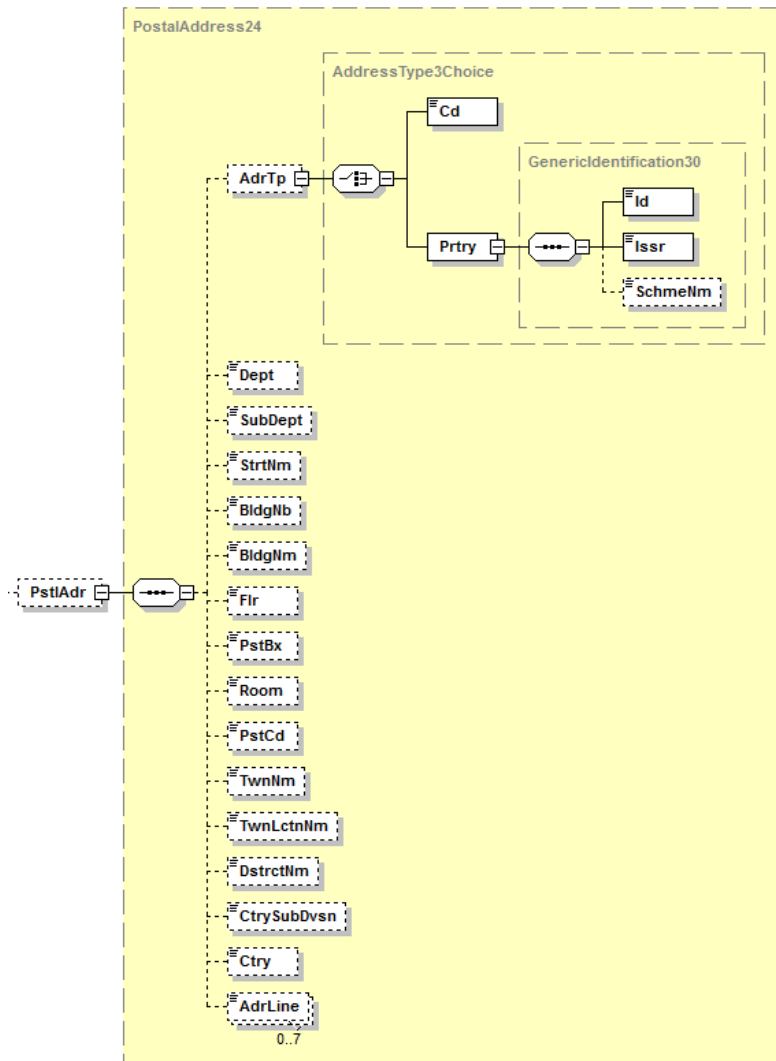 PostalAddress24
AddressType3Choice
Cd
GenericIdentification30
AdrTp
Id
Prtry
Issr
SchmeNm
Dept
SubDept
StrtNm
BldgNb
BldgNm
PstlAdr
Flr
PstBx
Room
PstCd
TwnNm
TwnLctnNm
DstrctNm
CtrySubDvsn
Ctry
AdrLine
0..7